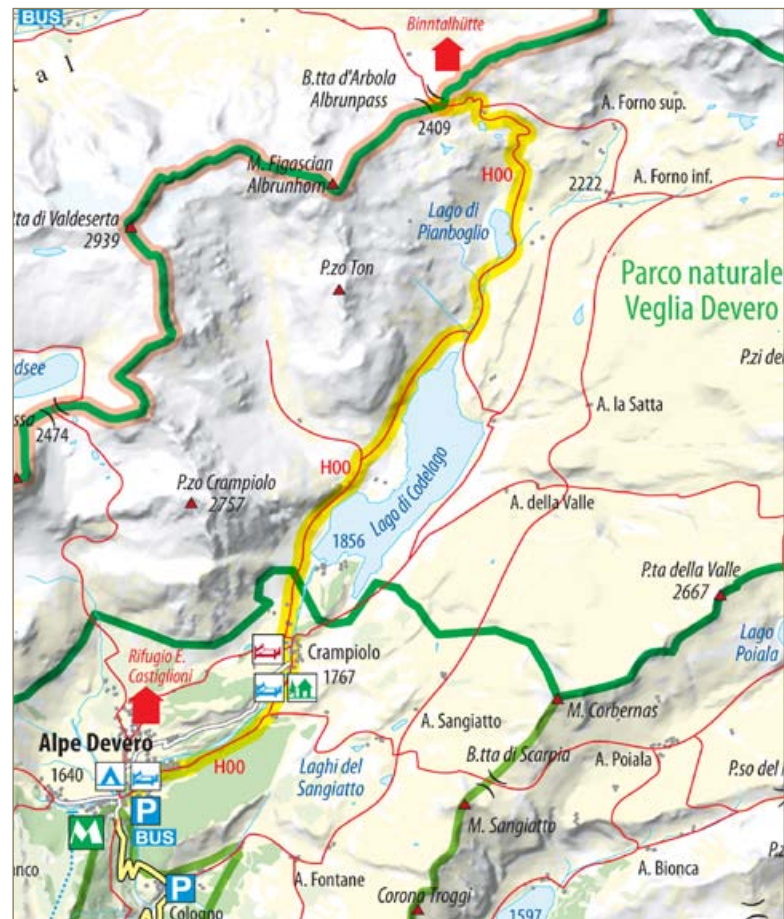 BUS
Binntalhütte
t a l
B.tta d'Arbola
Albrunpass
2409
A. Forno sup.
H00
M. Figascian
Albrunhorn
2222
A. Forno inf.
tta di Valdeserta
2939
Lago di
Pianboglio
P.zo Ton
Parco naturale
Veglia Devero
P.zi de
dsee
ssa
2474
A. la Satta
H00
P.zo Crampiolo
2757
Lago di Codelago
A. della Valle
1856
P.ta della Valle
2667
Lago
Poiala
Rifugio E.
Castiglioni
Crampiolo
1767
M. Corbernas
A. Sangiatto
Alpe Devero
1640
H00
Laghi del
Sangiatto
B.tta di Scarpia
A. Poiala
P.so del
P
BUS
M
M. Sangiatto
anco
P
Cologno
A. Fontane
Corona Troggi
A. Bionca
P.z
1597